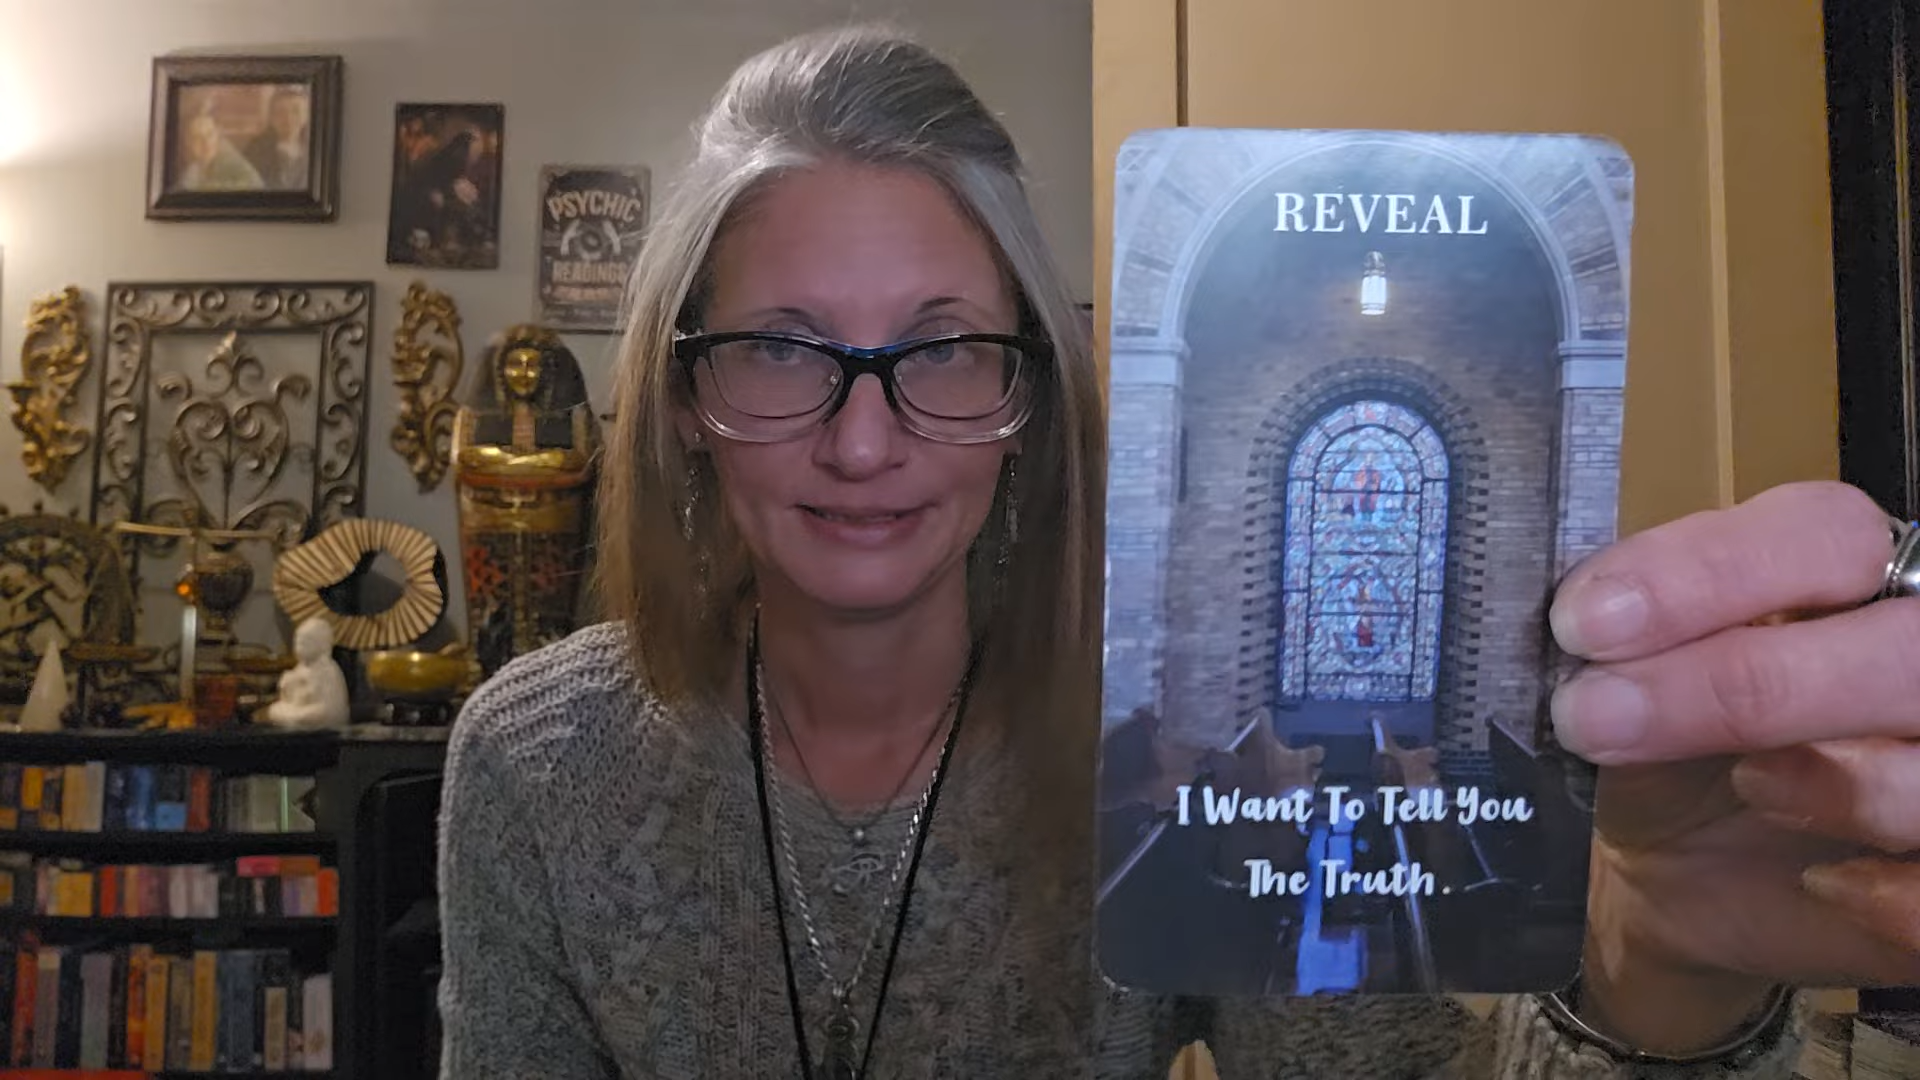 PSYCHIC
READINGS
REVEAL
I Want To Tell You
The Truth.